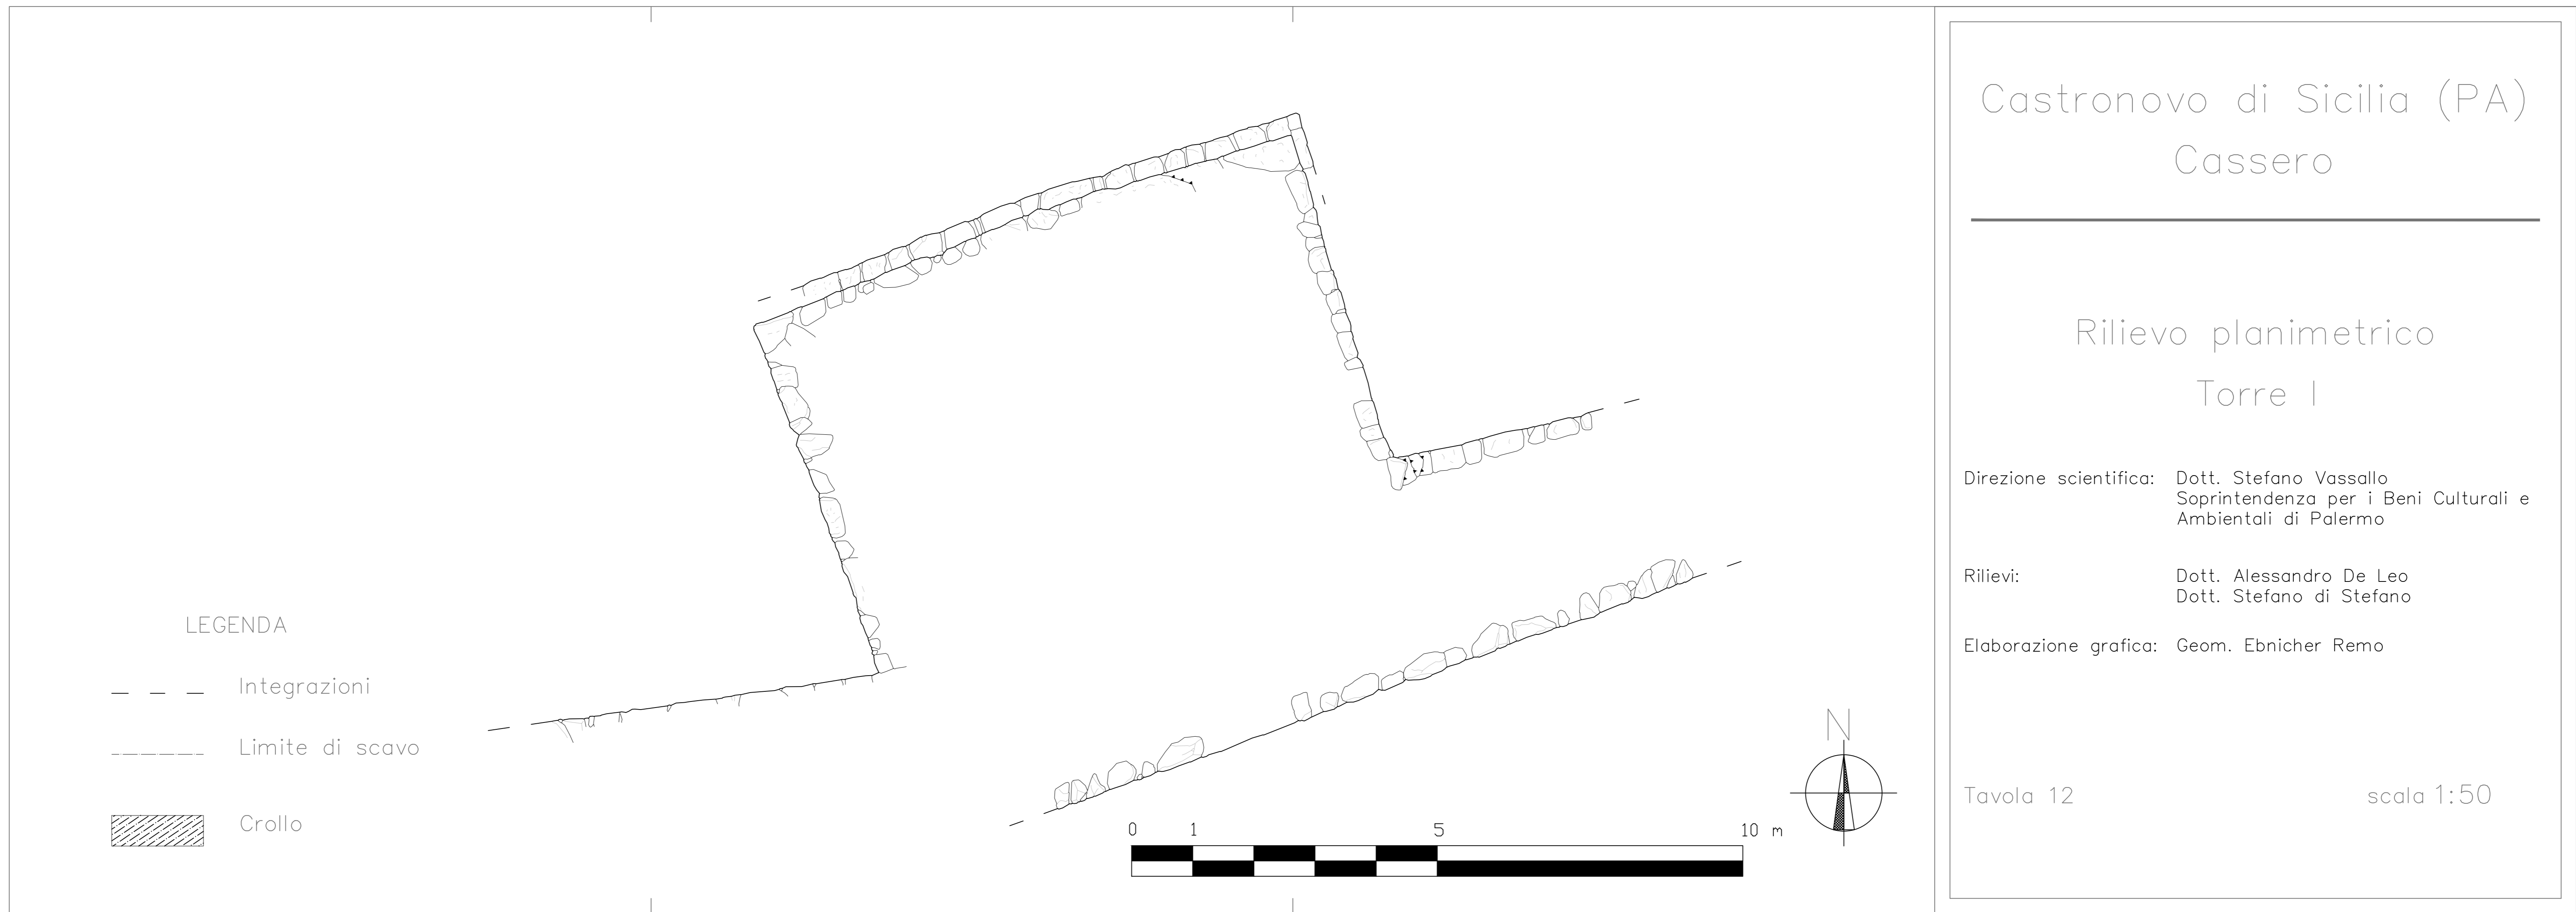 Castronovo di Sicilia (PA)
Cassero
Rilievo planimetrico
Torre I
Direzione scientifica: Dott. Stefano Vassallo
Soprintendenza per i Beni Culturali e
Ambientali di Palermo
Rilievi: Dott. Alessandro De Leo
Dott. Stefano di Stefano
Elaborazione grafica: Geom. Ebnicher Remo
Tavola 12 scala 1:50
LEGENDA
Integrazioni
Limite di scavo
Crollo
N
0 1 5 10 m